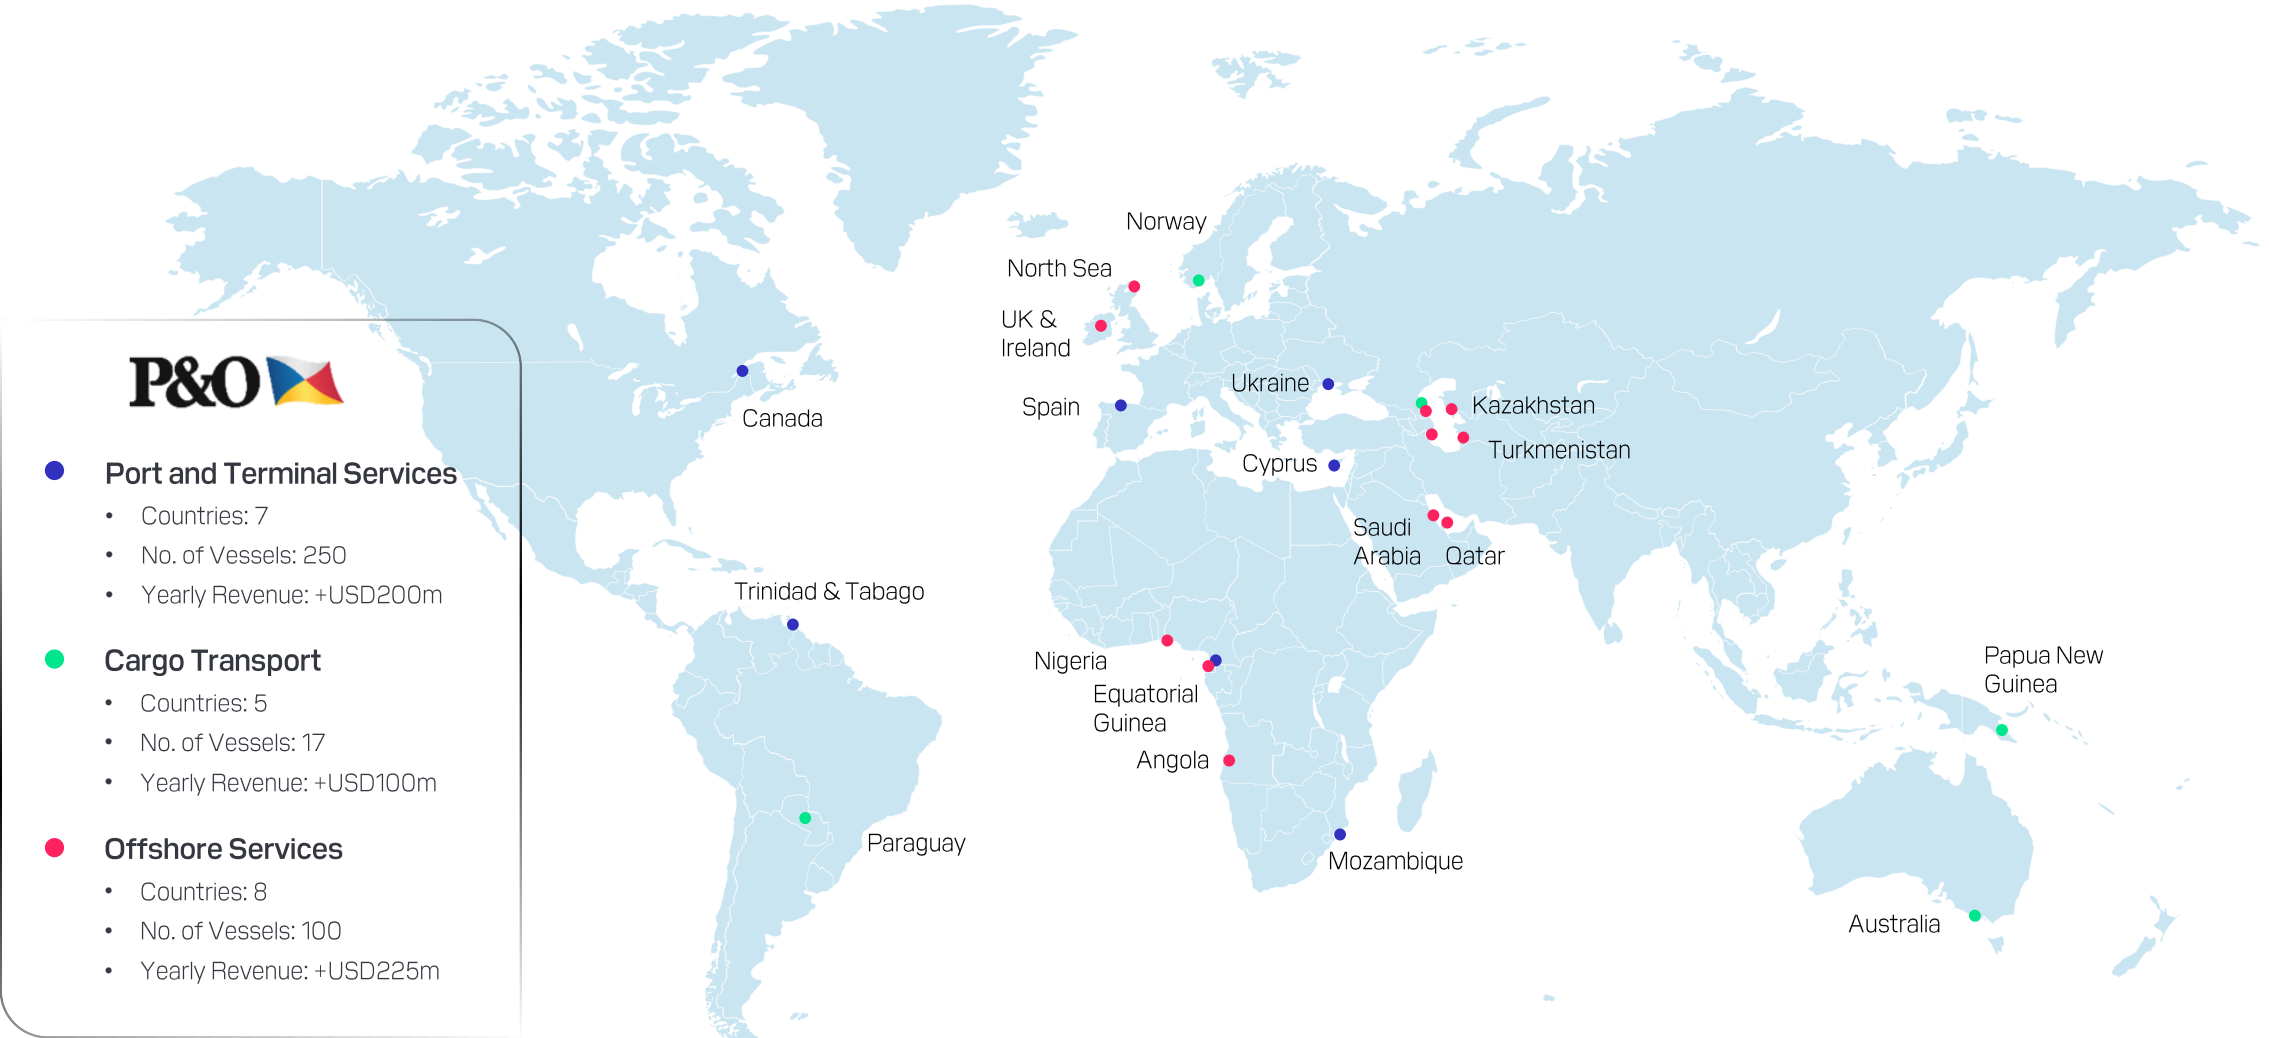 P&O
Port and Terminal Services
• Countries: 7
• No. of Vessels: 250
• Yearly Revenue: +USD200m
Cargo Transport
• Countries: 5
• No. of Vessels: 17
• Yearly Revenue: +USD100m
Offshore Services
• Countries: 8
• No. of Vessels: 100
• Yearly Revenue: +USD225m
Norway
North Sea
UK &
Ireland
Ukraine
Spain
Kazakhstan
Canada
Turkmenistan
Cyprus
Saudi
Arabia
Qatar
Trinidad & Tabago
Nigeria
Equatorial
Guinea
Papua New
Guinea
Angola
Paraguay
Mozambique
Australia